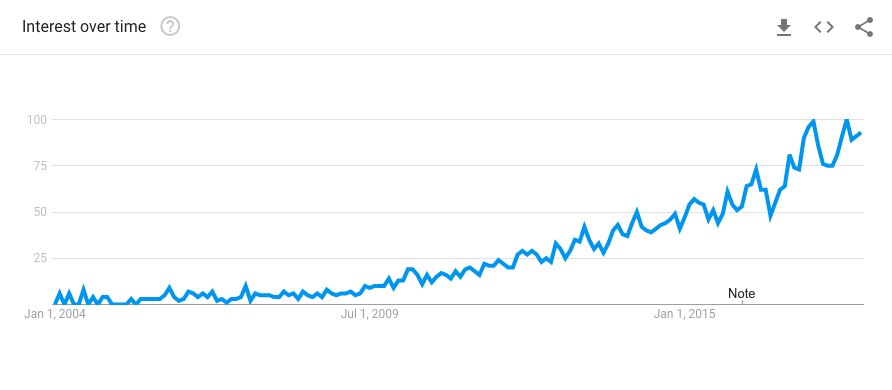 Interest over time ?
100
75
50
25
Note
Jan 1, 2004 Jul 1, 2009 Jan 1, 2015